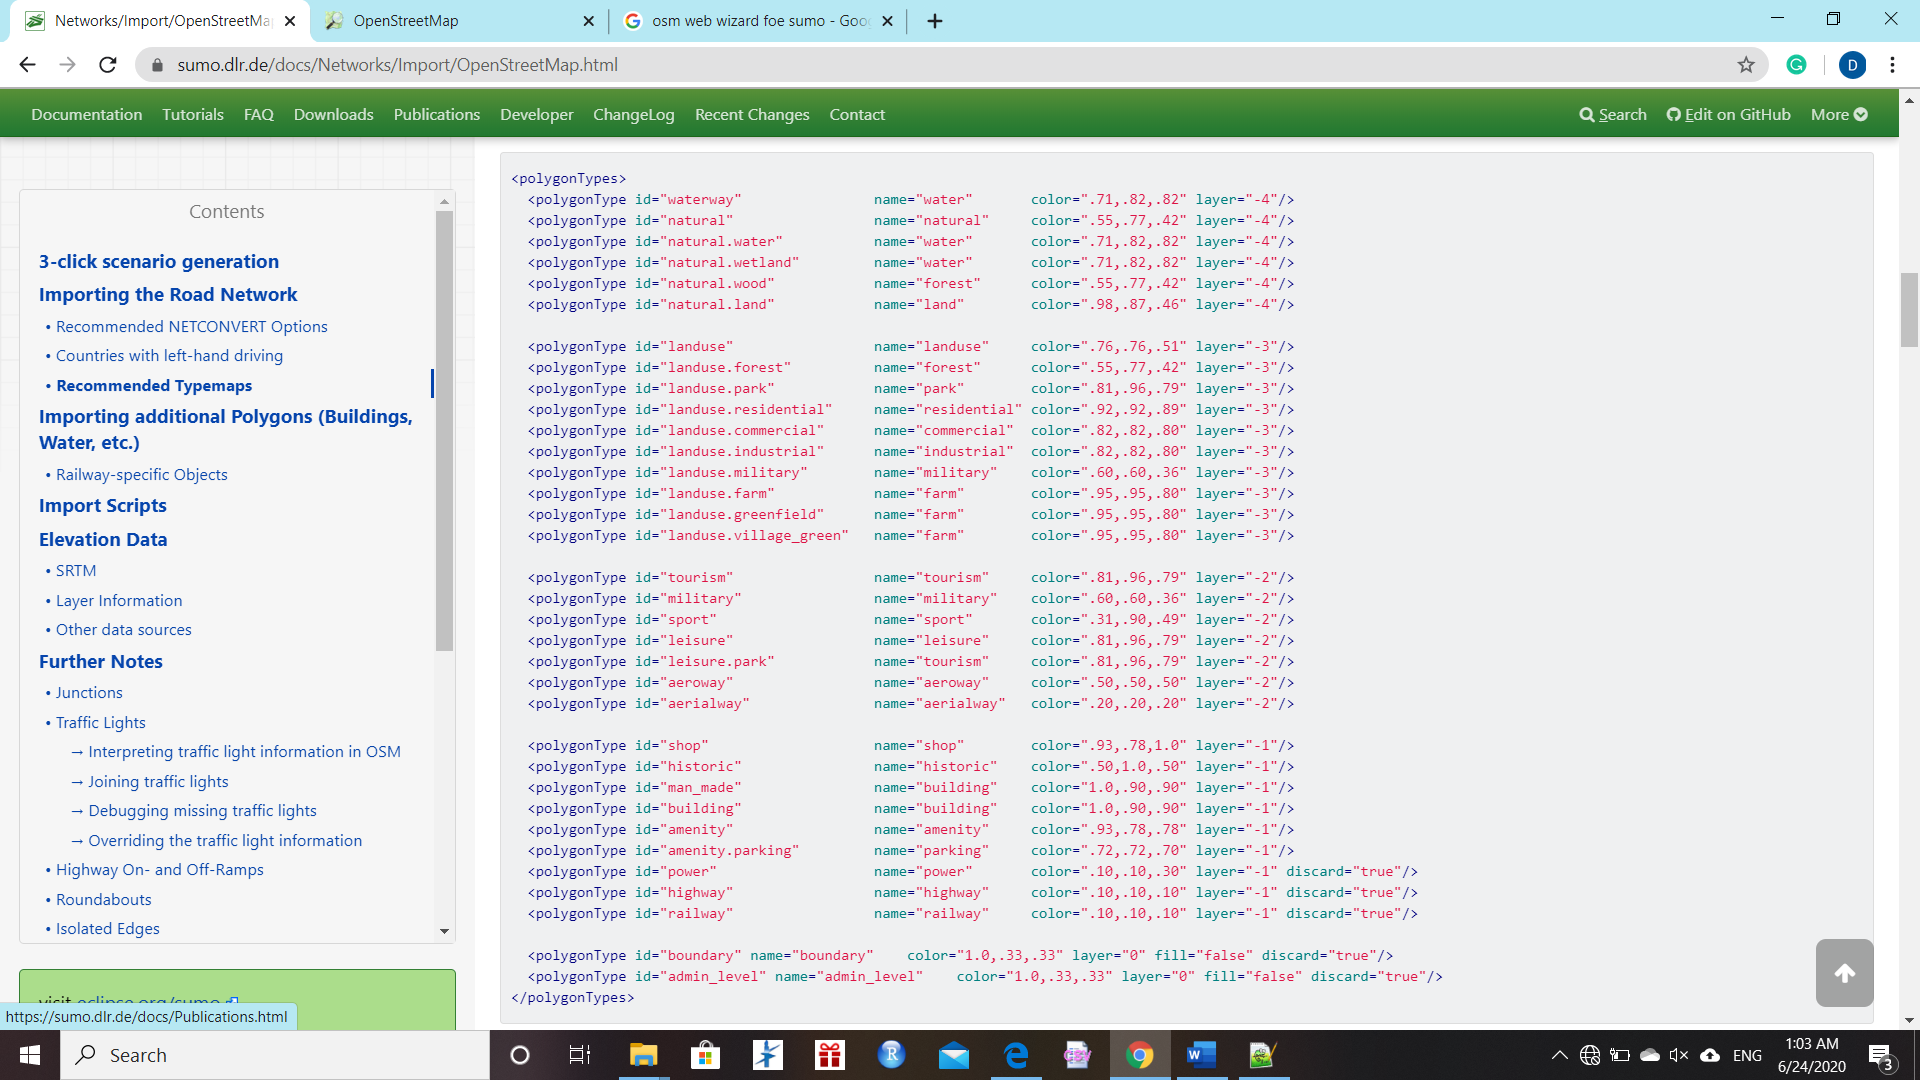 Networks/Import/OpenStreetMa
OpenStreetMap
osm web wizard foe sumo - Goo
sumo.dlr.de/docs/Networks/Import/OpenStreetMap.html
D
Documentation Tutorials FAQ Downloads Publications Developer ChangeLog Recent Changes Contact Search Edit on GitHub More
Contents
3-click scenario generation
Importing the Road Network
• Recommended NETCONVERT Options
• Countries with left-hand driving
• Recommended Typemaps
Importing additional Polygons (Buildings,
Water, etc.)
• Railway-specific Objects
Import Scripts
Elevation Data
• SRTM
• Layer Information
• Other data sources
Further Notes
• Junctions
• Traffic Lights
→ Interpreting traffic light information in OSM
→ Joining traffic lights
→ Debugging missing traffic lights
→ Overriding the traffic light information
• Highway On- and Off-Ramps
• Roundabouts
• Isolated Edges
visit eclipse.org/sumo
https://sumo.dlr.de/docs/Publications.html
<polygonTypes>
<polygonType id="waterway" name="water" color=".71,.82,.82" layer="-4"/>
<polygonType id="natural" name="natural" color=".55,.77,.42" layer="-4"/>
<polygonType id="natural.water" name="water" color=".71,.82,.82" layer="-4"/>
<polygonType id="natural.wetland" name="water" color=".71,.82,.82" layer="-4"/>
<polygonType id="natural.wood" name="forest" color=".55,.77,.42" layer="-4"/>
<polygonType id="natural.land" name="land" color=".98,.87,.46" layer="-4"/>
<polygonType id="landuse" name="landuse" color=".76,.76,.51" layer="-3"/>
<polygonType id="landuse.forest" name="forest" color=".55,.77,.42" layer="-3"/>
<polygonType id="landuse.park" name="park" color=".81,.96,.79" layer="-3"/>
<polygonType id="landuse.residential" name="residential" color=".92,.92,.89" layer="-3"/>
<polygonType id="landuse.commercial" name="commercial" color=".82,.82,.80" layer="-3"/>
<polygonType id="landuse.industrial" name="industrial" color=".82,.82,.80" layer="-3"/>
<polygonType id="landuse.military" name="military" color=".60,.60,.36" layer="-3"/>
<polygonType id="landuse.farm" name="farm" color=".95,.95,.80" layer="-3"/>
<polygonType id="landuse.greenfield" name="farm" color=".95,.95,.80" layer="-3"/>
<polygonType id="landuse.village_green" name="farm" color=".95,.95,.80" layer="-3"/>
<polygonType id="tourism" name="tourism" color=".81,.96,.79" layer="-2"/>
<polygonType id="military" name="military" color=".60,.60,.36" layer="-2"/>
<polygonType id="sport" name="sport" color=".31,.90,.49" layer="-2"/>
<polygonType id="leisure" name="leisure" color=".81,.96,.79" layer="-2"/>
<polygonType id="leisure.park" name="tourism" color=".81,.96,.79" layer="-2"/>
<polygonType id="aeroway" name="aeroway" color=".50,.50,.50" layer="-2"/>
<polygonType id="aerialway" name="aerialway" color=".20,.20,.20" layer="-2"/>
<polygonType id="shop" name="shop" color=".93,.78,1.0" layer="-1"/>
<polygonType id="historic" name="historic" color=".50,1.0,.50" layer="-1"/>
<polygonType id="man_made" name="building" color="1.0,.90,.90" layer="-1"/>
<polygonType id="building" name="building" color="1.0,.90,.90" layer="-1"/>
<polygonType id="amenity" name="amenity" color=".93,.78,.78" layer="-1"/>
<polygonType id="amenity.parking" name="parking" color=".72,.72,.70" layer="-1"/>
<polygonType id="power" name="power" color=".10,.10,.30" layer="-1" discard="true"/>
<polygonType id="highway" name="highway" color=".10,.10,.10" layer="-1" discard="true"/>
<polygonType id="railway" name="railway" color=".10,.10,.10" layer="-1" discard="true"/>
<polygonType id="boundary" name="boundary" color="1.0,.33,.33" layer="0" fill="false" discard="true"/>
<polygonType id="admin_level" name="admin_level" color="1.0,.33,.33" layer="0" fill="false" discard="true"/>
</polygonTypes>
Search
ENG
1:03 AM
6/24/2020
3